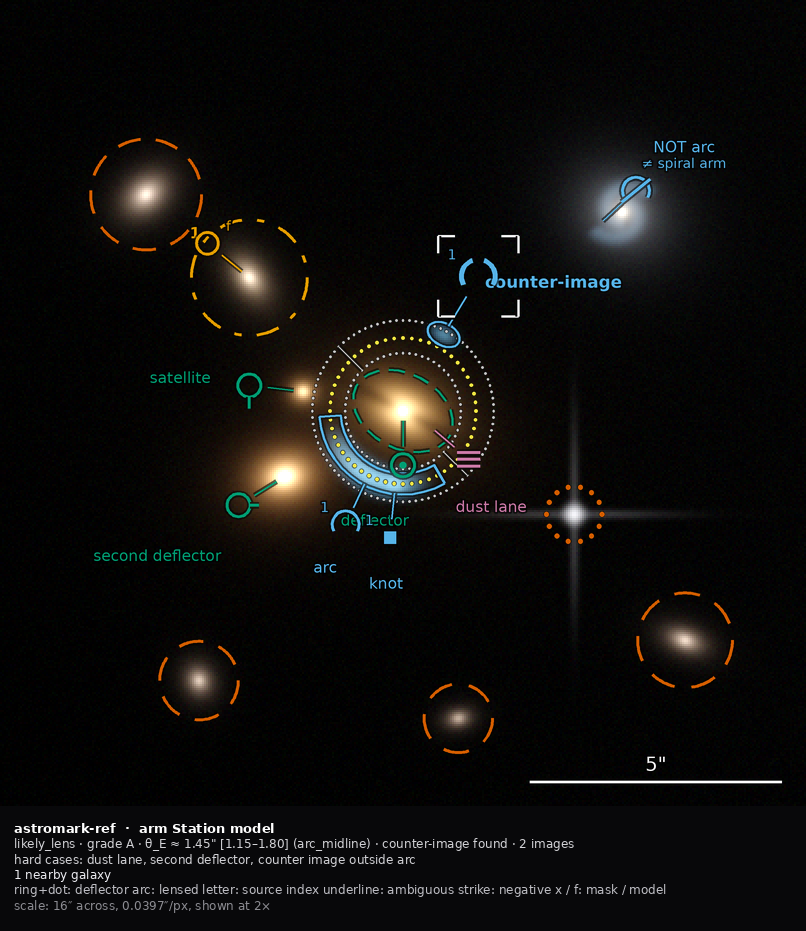 NOT arc
≠ spiral arm
1 f
1
counter-image
satellite
dust lane
1
1
deflector
second deflector
arc
knot
5"
astromark-ref · arm Station model
likely_lens · grade A · θ_E ≈ 1.45" [1.15–1.80] (arc_midline) · counter-image found · 2 images
hard cases: dust lane, second deflector, counter image outside arc
1 nearby galaxy
ring+dot: deflector arc: lensed letter: source index underline: ambiguous strike: negative x / f: mask / model
scale: 16″ across, 0.0397″/px, shown at 2×